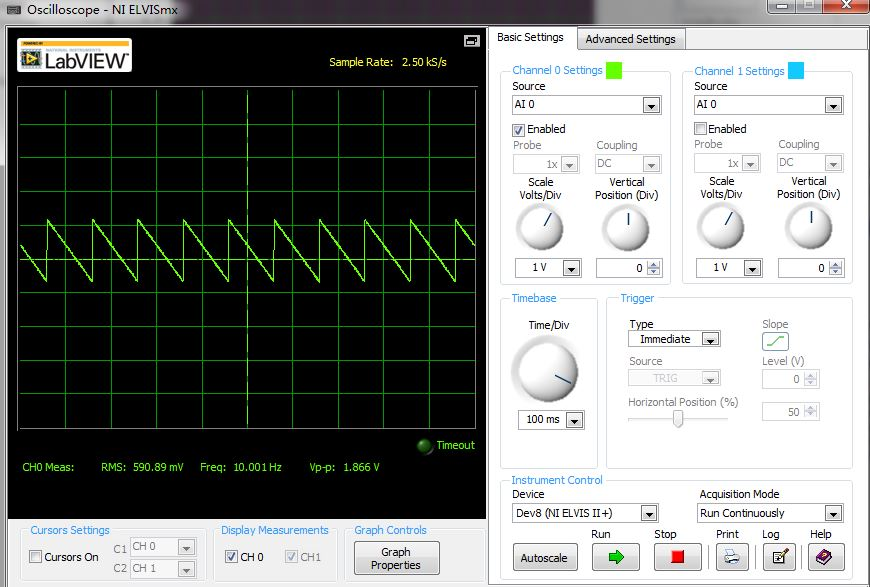 Oscilloscope - NI ELVISmx
POWERED BY
NATIONAL INSTRUMENTS
LabVIEW™
Sample Rate: 2.50 kS/s
Timeout
CH0 Meas: RMS: 590.89 mV Freq: 10.001 Hz Vp-p: 1.866 V
Cursors Settings
Cursors On
C1 CH 0
C2 CH 1
Display Measurements
CH 0 CH1
Graph Controls
Graph
Properties
Basic Settings Advanced Settings
Channel 0 Settings
Source
AI 0
Enabled
Probe Coupling
1x DC
Scale Vertical
Volts/Div Position (Div)
1 V 0
Channel 1 Settings
Source
AI 0
Enabled
Probe Coupling
1x DC
Scale Vertical
Volts/Div Position (Div)
1 V 0
Timebase
Time/Div
100 ms
Trigger
Type Slope
Immediate
Source Level (V)
TRIG 0
Horizontal Position (%)
50
Instrument Control
Device Acquisition Mode
Dev8 (NI ELVIS II+) Run Continuously
Run Stop Print Log Help
Autoscale